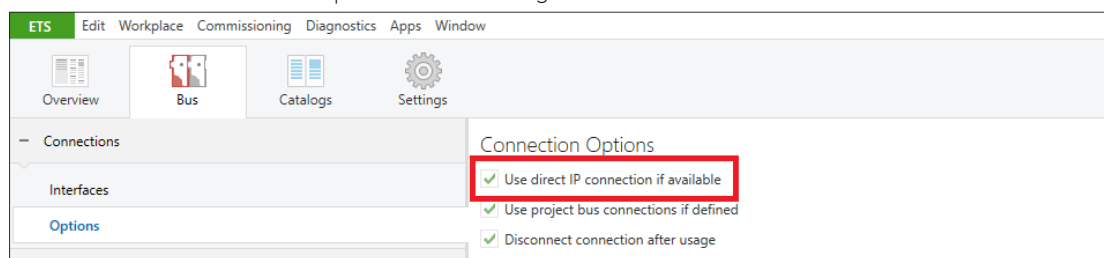 ETS Edit Workplace Commissioning Diagnostics Apps Window
Overview Bus Catalogs Settings
Connections
Interfaces
Options
Connection Options
Use direct IP connection if available
Use project bus connections if defined
Disconnect connection after usage